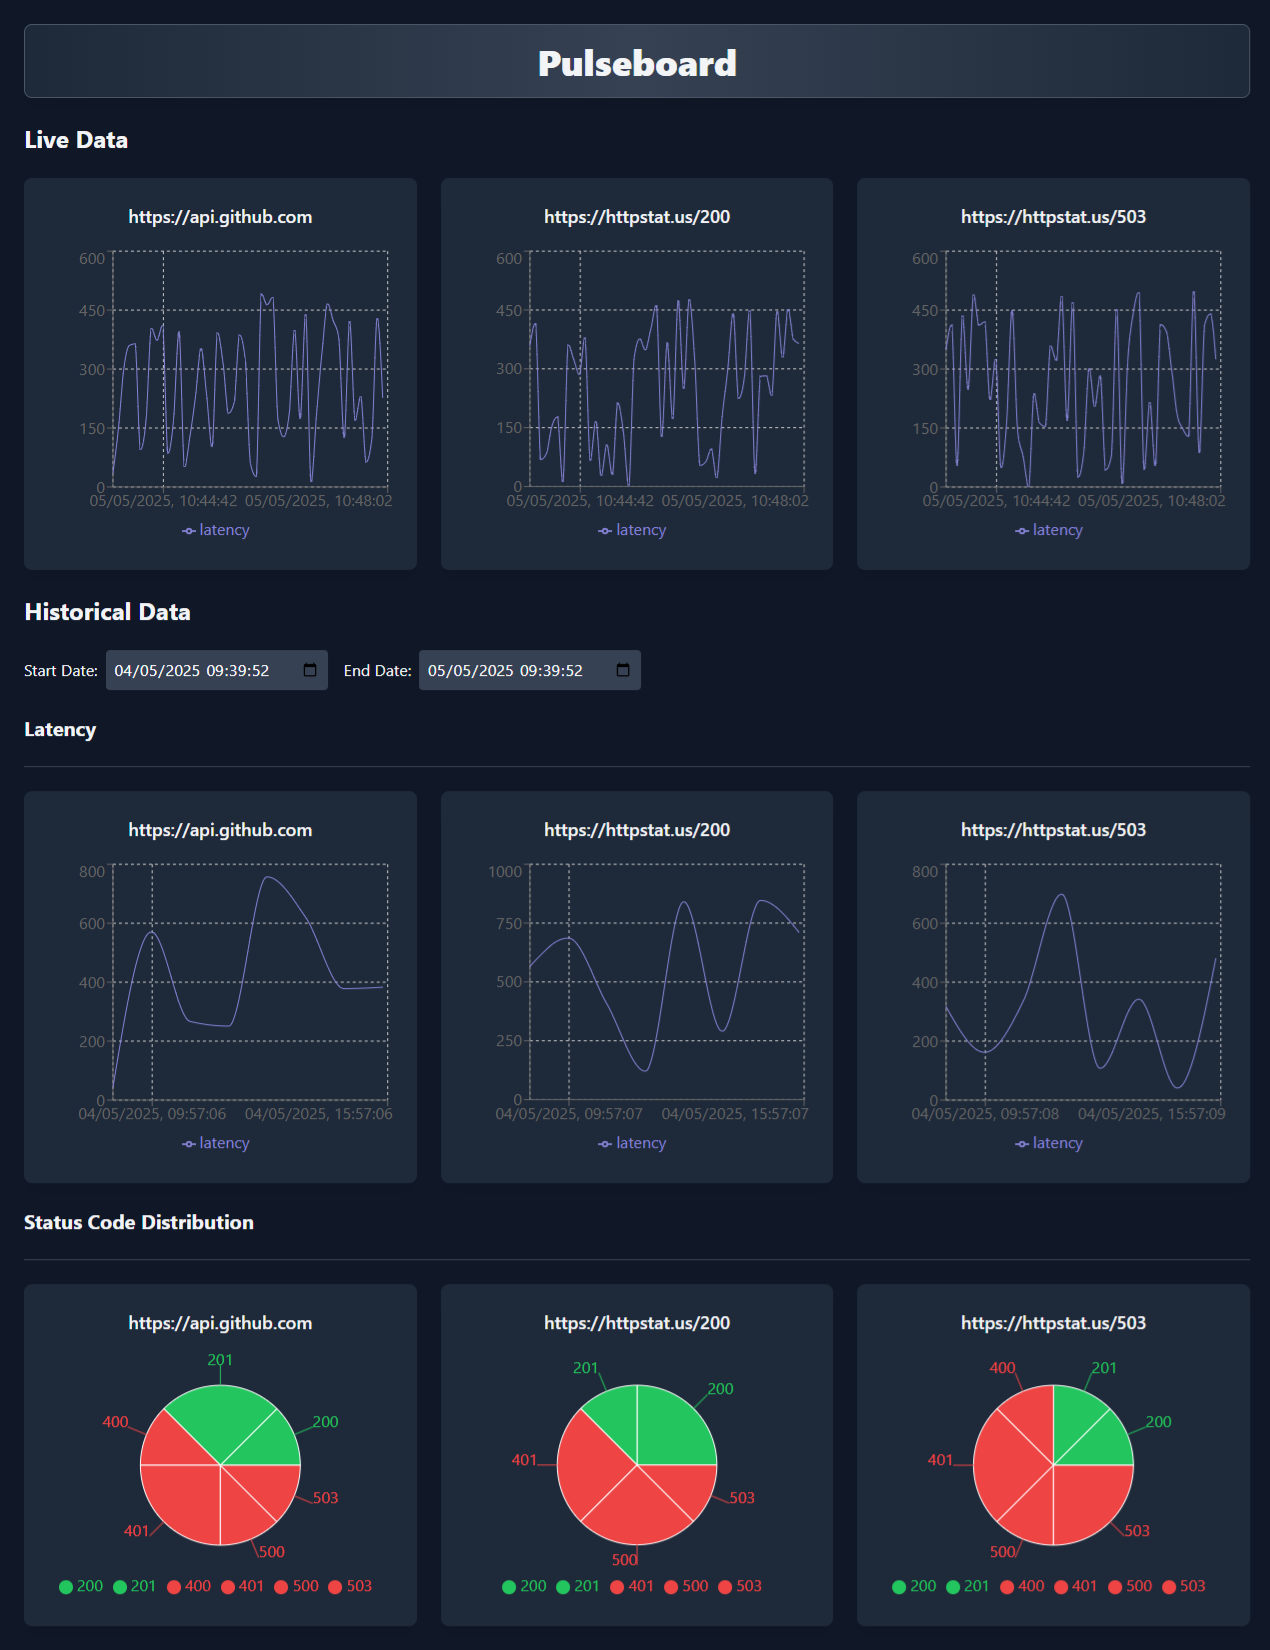 Pulseboard
Live Data
https://api.github.com
600
450
300
150
0
05/05/2025, 10:44:42 05/05/2025, 10:48:02
latency
https://httpstat.us/200
600
450
300
150
0
05/05/2025, 10:44:42 05/05/2025, 10:48:02
latency
https://httpstat.us/503
600
450
300
150
0
05/05/2025, 10:44:42 05/05/2025, 10:48:02
latency
Historical Data
Start Date: 04/05/2025 09:39:52 End Date: 05/05/2025 09:39:52
Latency
https://api.github.com
800
600
400
200
0
04/05/2025, 09:57:06 04/05/2025, 15:57:06
latency
https://httpstat.us/200
1000
750
500
250
0
04/05/2025, 09:57:07 04/05/2025, 15:57:07
latency
https://httpstat.us/503
800
600
400
200
0
04/05/2025, 09:57:08 04/05/2025, 15:57:09
latency
Status Code Distribution
https://api.github.com
201
400 200
503
401
500
200 201 400 401 500 503
https://httpstat.us/200
201
200
401
503
500
200 201 401 500 503
https://httpstat.us/503
400 201
200
401
503
500
200 201 400 401 500 503